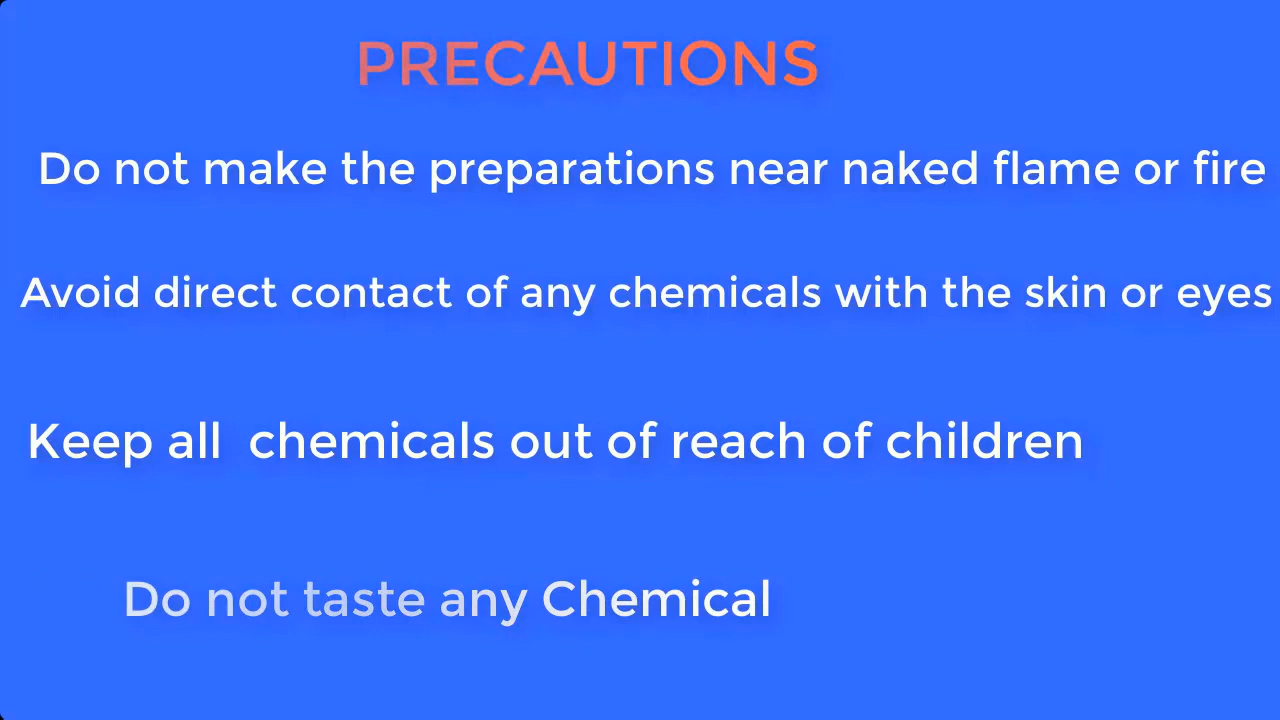 PRECAUTIONS
Do not make the preparations near naked flame or fire
Avoid direct contact of any chemicals with the skin or eyes
Keep all  chemicals out of reach of children
Do not taste any Chemical